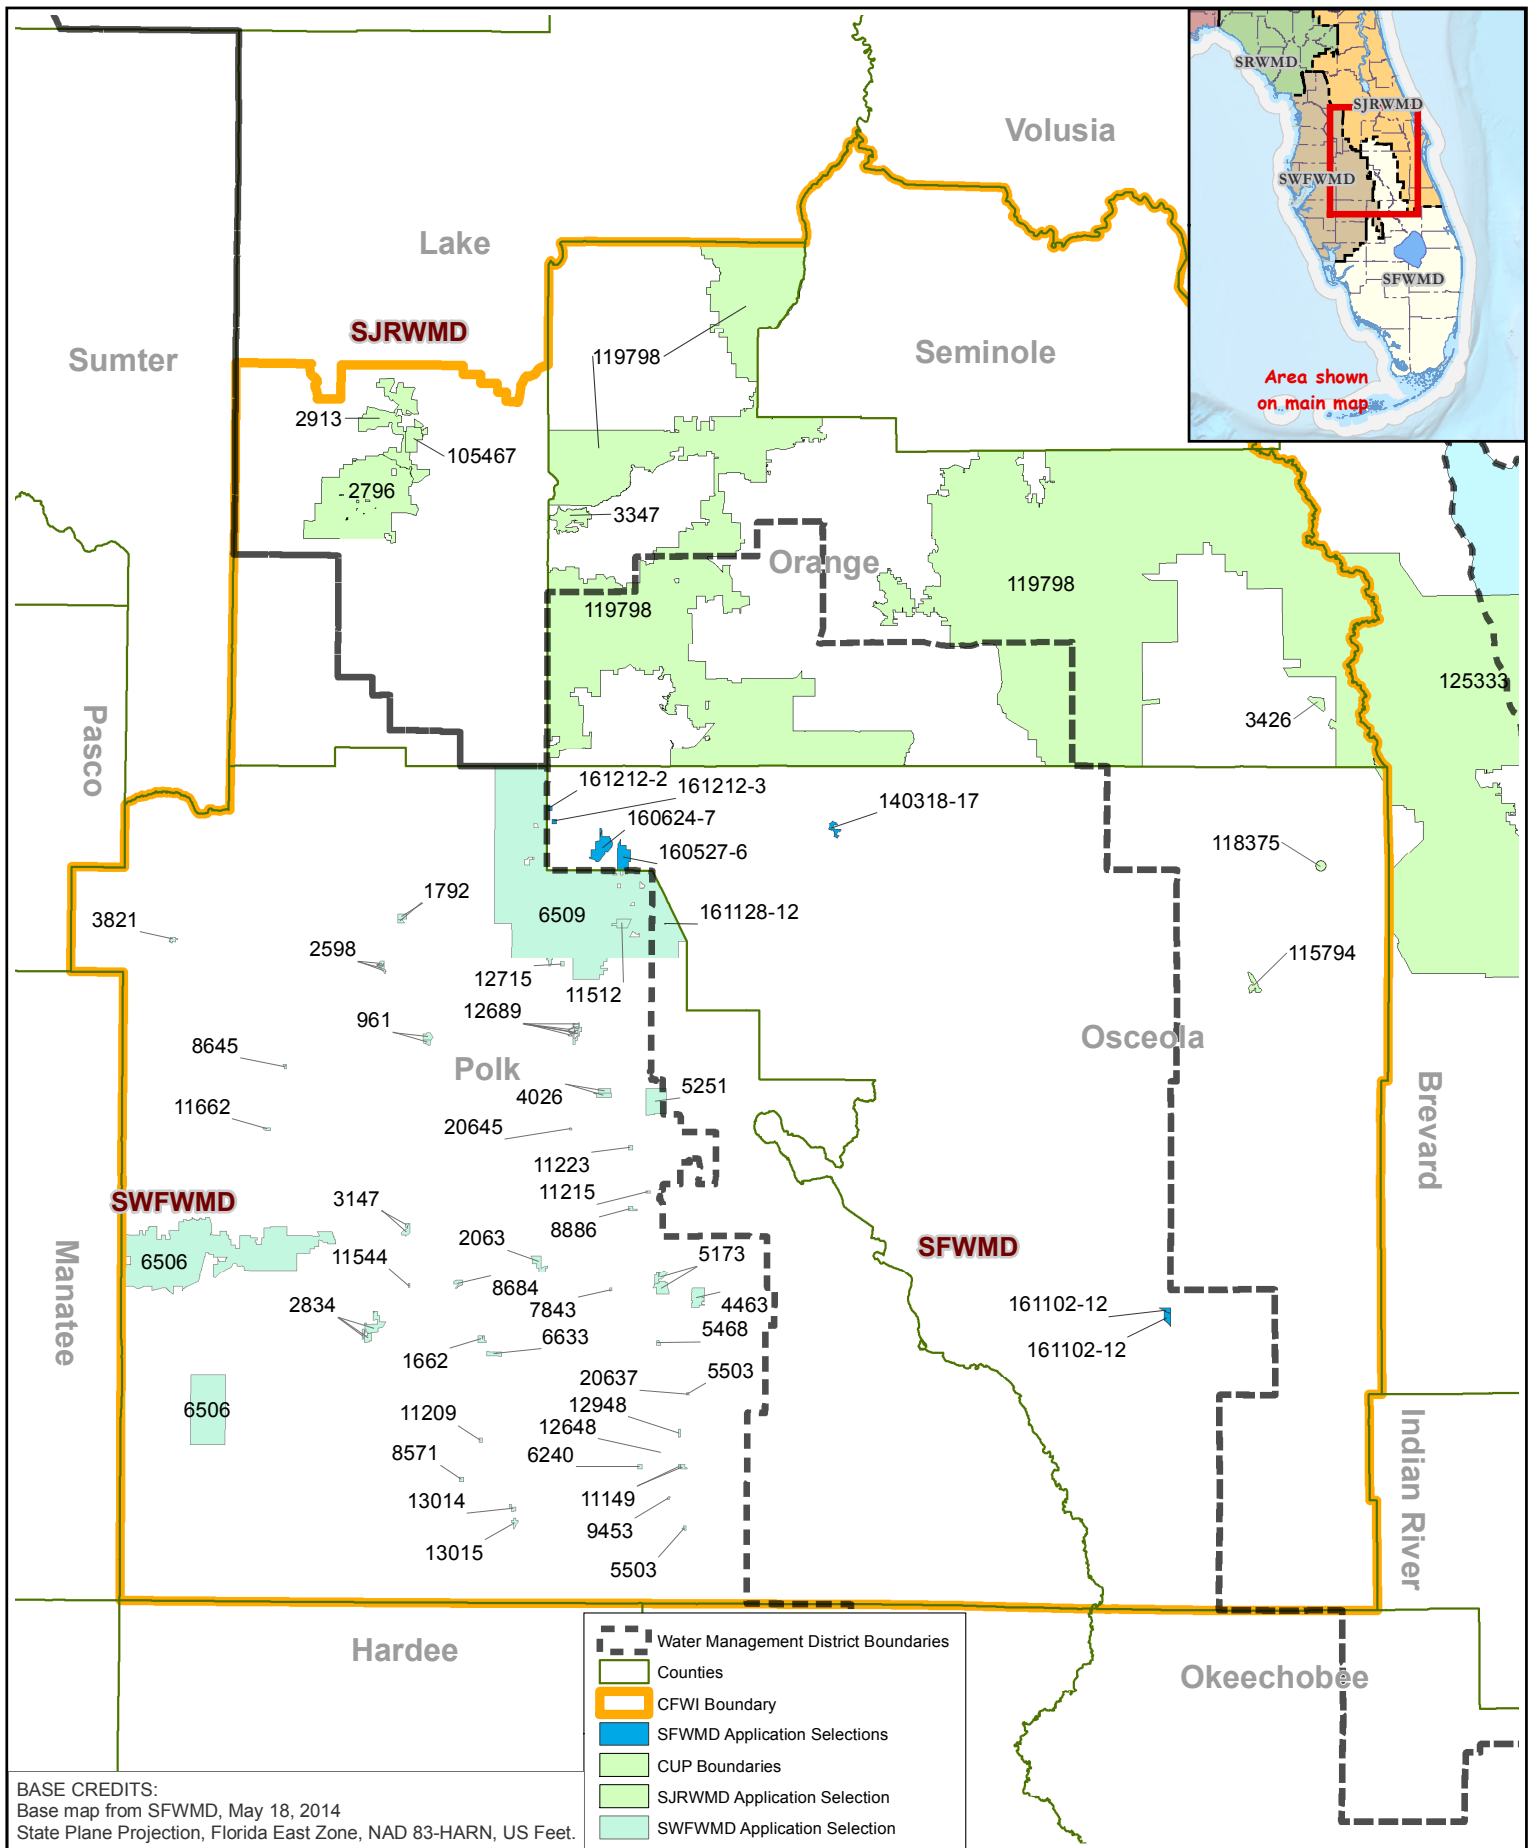 Volusia
SRWMD
SJRWMD
SWFWMD
SFWMD
Area shown
on main map
Lake
SJRWMD
Sumter
119798
Seminole
2913
105467
2796
3347
Orange
119798
119798
125333
3426
Pasco
161212-2
161212-3
140318-17
160624-7
160527-6
118375
1792
3821
6509
161128-12
2598
12715
11512
115794
961
12689
8645
Osceola
Polk
4026
5251
Brevard
11662
20645
11223
11215
SWFWMD
3147
8886
2063
SFWMD
6506
11544
5173
Manatee
8684
7843
4463
2834
161102-12
6633
5468
1662
161102-12
20637
5503
6506
12948
11209
12648
Indian River
8571
6240
13014
11149
9453
13015
5503
Hardee
Okeechobee
Water Management District Boundaries
Counties
CFWI Boundary
SFWMD Application Selections
CUP Boundaries
SJRWMD Application Selection
SWFWMD Application Selection
BASE CREDITS:
Base map from SFWMD, May 18, 2014
State Plane Projection, Florida East Zone, NAD 83-HARN, US Feet.